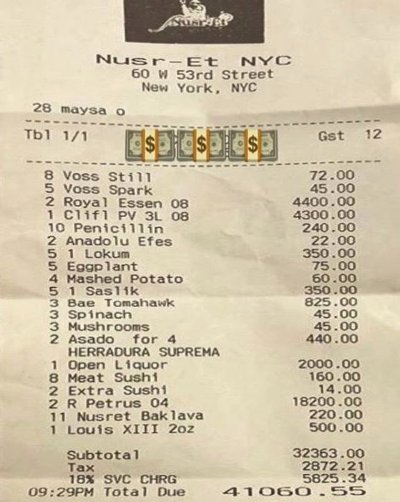 Nusr-Et
Nusr-Et NYC
60 W 53rd Street
New York, NYC
28 maysa o
Tbl 1/1 Gst 12
8 Voss Still 72.00
5 Voss Spark 45.00
2 Royal Essen 08 4400.00
1 Clifl PV 3L 08 4300.00
10 Penicillin 240.00
2 Anadolu Efes 22.00
5 1 Lokum 350.00
5 Eggplant 75.00
4 Mashed Potato 60.00
5 1 Saslik 350.00
3 Bae Tomahawk 825.00
3 Spinach 45.00
3 Mushrooms 45.00
2 Asado for 4 440.00
HERRADURA SUPREMA
1 Open Liquor 2000.00
8 Meat Sushi 160.00
2 Extra Sushi 14.00
2 R Petrus 04 18200.00
11 Nusret Baklava 220.00
1 Louis XIII 2oz 500.00
Subtotal 32363.00
Tax 2872.21
18% SVC CHRG 5825.34
09:29PM Total Due 41060.55